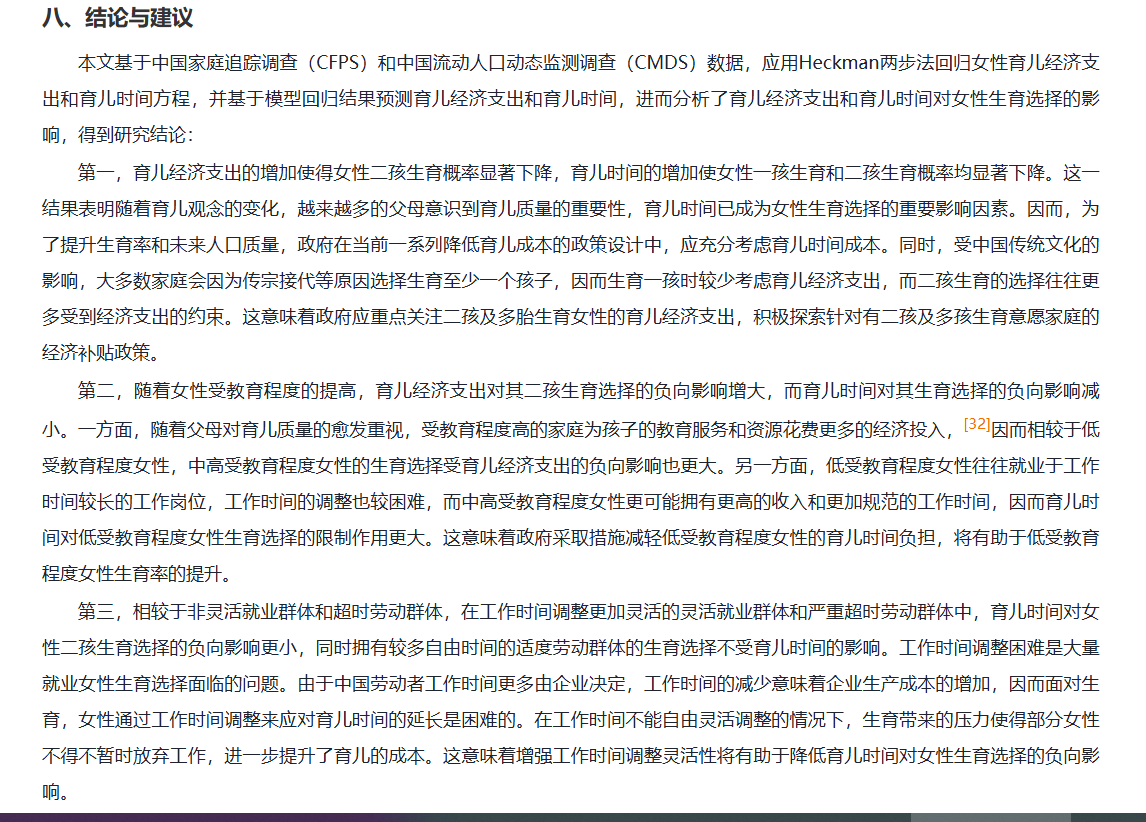 八、结论与建议
本文基于中国家庭追踪调查（CFPS）和中国流动人口动态监测调查（CMDS）数据，应用Heckman两步法回归女性育儿经济支
出和育儿时间方程，并基于模型回归结果预测育儿经济支出和育儿时间，进而分析了育儿经济支出和育儿时间对女性生育选择的影
响，得到研究结论：
第一，育儿经济支出的增加使得女性二孩生育概率显著下降，育儿时间的增加使女性一孩生育和二孩生育概率均显著下降。这一
结果表明随着育儿观念的变化，越来越多的父母意识到育儿质量的重要性，育儿时间已成为女性生育选择的重要影响因素。因而，为
了提升生育率和未来人口质量，政府在当前一系列降低育儿成本的政策设计中，应充分考虑育儿时间成本。同时，受中国传统文化的
影响，大多数家庭会因为传宗接代等原因选择生育至少一个孩子，因而生育一孩时较少考虑育儿经济支出，而二孩生育的选择往往更
多受到经济支出的约束。这意味着政府应重点关注二孩及多胎生育女性的育儿经济支出，积极探索针对有二孩及多孩生育意愿家庭的
经济补贴政策。
第二，随着女性受教育程度的提高，育儿经济支出对其二孩生育选择的负向影响增大，而育儿时间对其生育选择的负向影响减
小。一方面，随着父母对育儿质量的愈发重视，受教育程度高的家庭为孩子的教育服务和资源花费更多的经济投入，[32]因而相较于低
受教育程度女性，中高受教育程度女性的生育选择受育儿经济支出的负向影响也更大。另一方面，低受教育程度女性往往就业于工作
时间较长的工作岗位，工作时间的调整也较困难，而中高受教育程度女性更可能拥有更高的收入和更加规范的工作时间，因而育儿时
间对低受教育程度女性生育选择的限制作用更大。这意味着政府采取措施减轻低受教育程度女性的育儿时间负担，将有助于低受教育
程度女性生育率的提升。
第三，相较于非灵活就业群体和超时劳动群体，在工作时间调整更加灵活的灵活就业群体和严重超时劳动群体中，育儿时间对女
性二孩生育选择的负向影响更小，同时拥有较多自由时间的适度劳动群体的生育选择不受育儿时间的影响。工作时间调整困难是大量
就业女性生育选择面临的问题。由于中国劳动者工作时间更多由企业决定，工作时间的减少意味着企业生产成本的增加，因而面对生
育，女性通过工作时间调整来应对育儿时间的延长是困难的。在工作时间不能自由灵活调整的情况下，生育带来的压力使得部分女性
不得不暂时放弃工作，进一步提升了育儿的成本。这意味着增强工作时间调整灵活性将有助于降低育儿时间对女性生育选择的负向影
响。